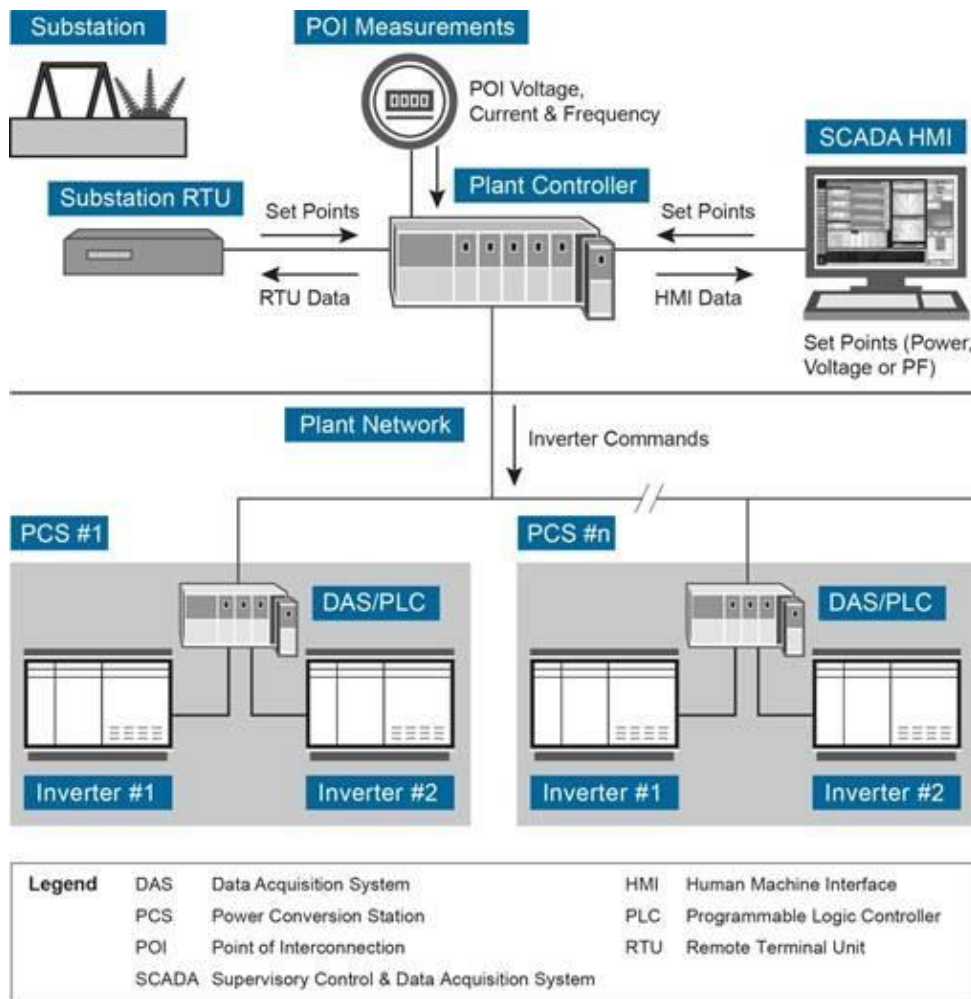 Substation
POI Measurements
POI Voltage,
Current & Frequency
SCADA HMI
Substation RTU
Plant Controller
Set Points
Set Points
RTU Data
HMI Data
Set Points (Power,
Voltage or PF)
Plant Network
Inverter Commands
PCS #1
PCS #n
DAS/PLC
DAS/PLC
Inverter #1
Inverter #2
Inverter #1
Inverter #2
Legend
DAS Data Acquisition System
HMI Human Machine Interface
PCS Power Conversion Station
PLC Programmable Logic Controller
POI Point of Interconnection
RTU Remote Terminal Unit
SCADA Supervisory Control & Data Acquisition System